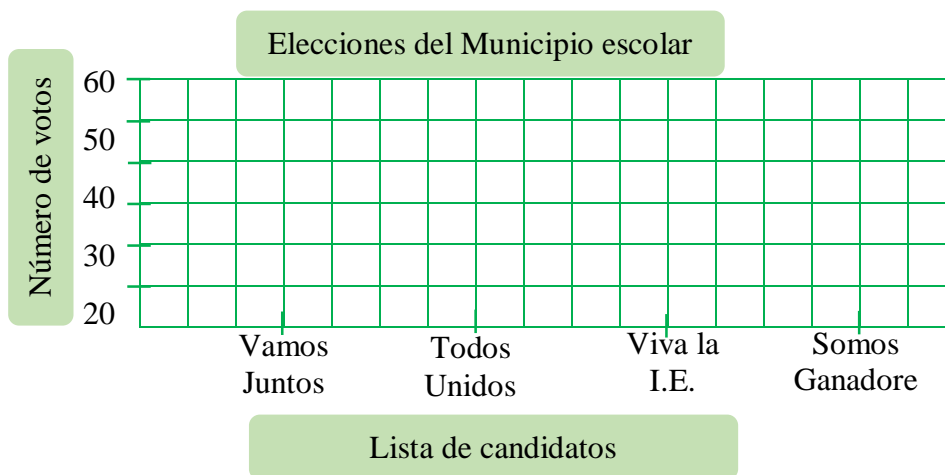 Elecciones del Municipio escolar
Número de votos
60
50
40
30
20
Vamos
Juntos
Todos
Unidos
Viva la
I.E.
Somos
Ganadore
Lista de candidatos